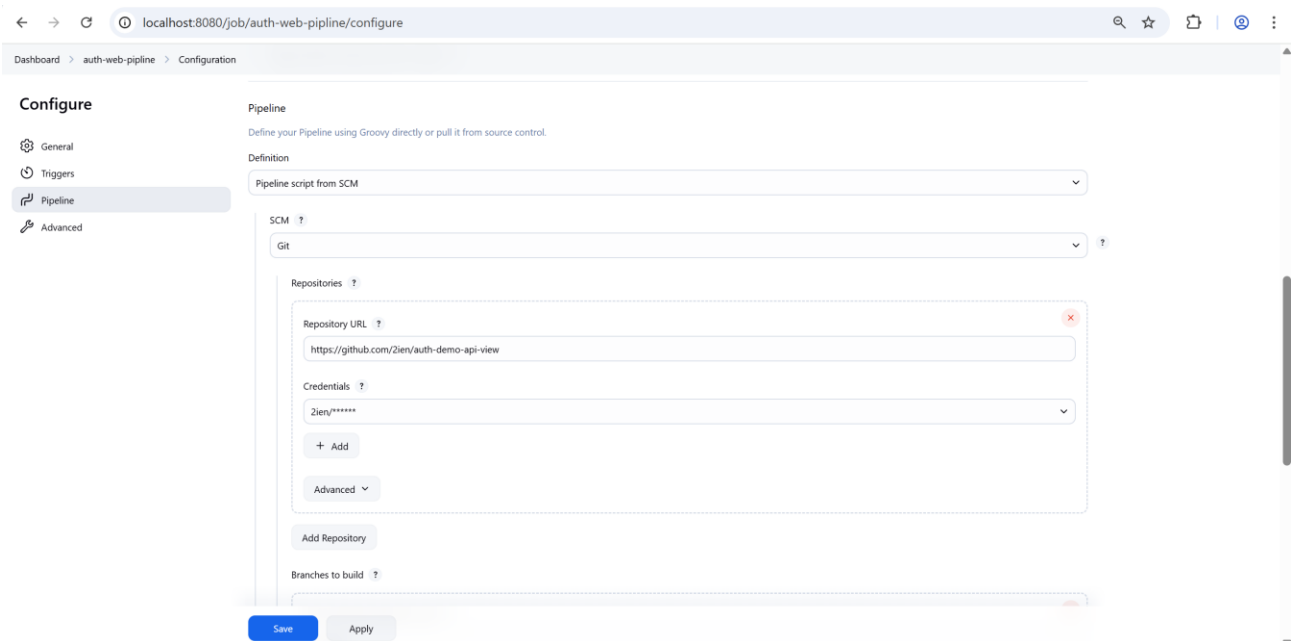 localhost:8080/job/auth-web-pipline/configure
Dashboard > auth-web-pipline > Configuration
Configure
General
Triggers
Pipeline
Advanced
Pipeline
Define your Pipeline using Groovy directly or pull it from source control.
Definition
Pipeline script from SCM
SCM ?
Git
?
Repositories ?
Repository URL ?
https://github.com/2ien/auth-demo-api-view
Credentials ?
2ien/******
+ Add
Advanced
Add Repository
Branches to build ?
Save
Apply